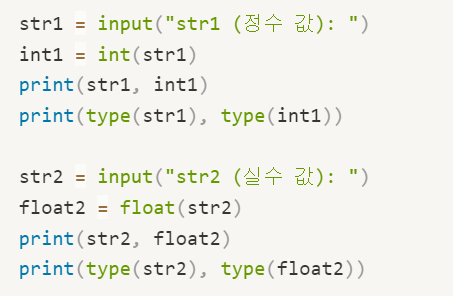 str1 = input("str1 (정수 값): ")
int1 = int(str1)
print(str1, int1)
print(type(str1), type(int1))
str2 = input("str2 (실수 값): ")
float2 = float(str2)
print(str2, float2)
print(type(str2), type(float2))